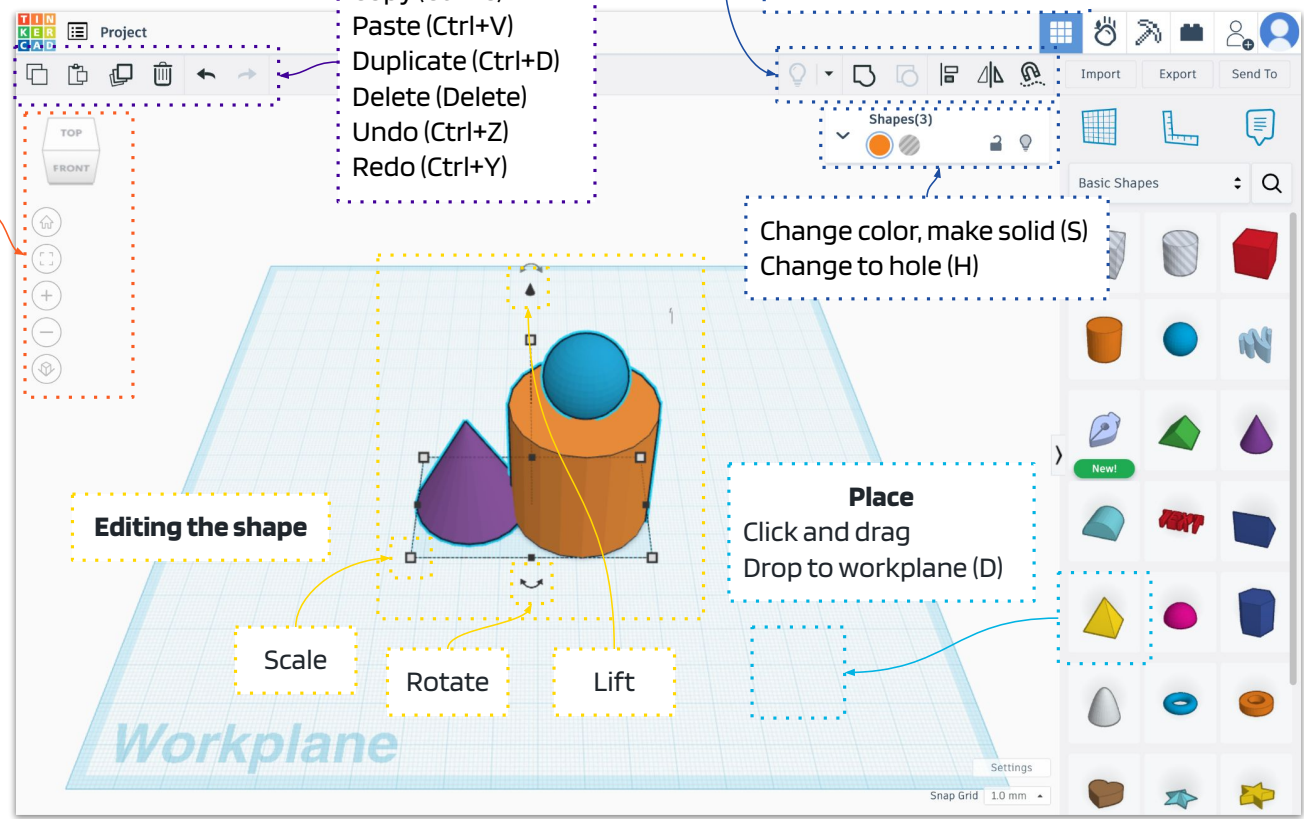 TIN
KER
CAD
Project
Paste (Ctrl+V)
Duplicate (Ctrl+D)
Delete (Delete)
Undo (Ctrl+Z)
Redo (Ctrl+Y)
Import
Export
Send To
TOP
FRONT
Shapes(3)
Basic Shapes
Change color, make solid (S)
Change to hole (H)
New!
TEXT
Editing the shape
Place
Click and drag
Drop to workplane (D)
Scale
Rotate
Lift
Workplane
Settings
Snap Grid
1.0 mm